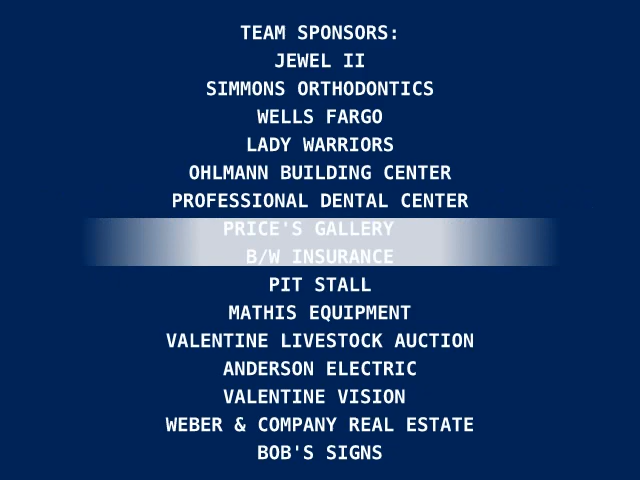 TEAM SPONSORS:
JEWEL II
SIMMONS ORTHODONTICS
WELLS FARGO
LADY WARRIORS
OHLMANN BUILDING CENTER
PROFESSIONAL DENTAL CENTER
PRICE'S GALLERY
B/W INSURANCE
PIT STALL
MATHIS EQUIPMENT
VALENTINE LIVESTOCK AUCTION
ANDERSON ELECTRIC
VALENTINE VISION
WEBER & COMPANY REAL ESTATE
BOB'S SIGNS